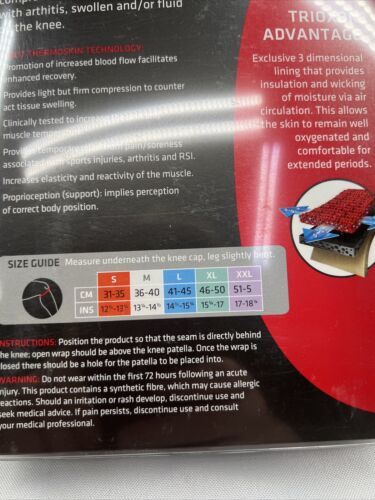 with arthitis, swollen and/or fluid
the knee.
THERMOSKIN TECHNOLOGY:
Promotion of increased blood flow facilitates
enhanced recovery.
Provides light but firm compression to counter
act tissue swelling.
Clinically tested to increase
muscle
Provides pain/soreness
associated with sports injuries, arthritis and RSI.
Increases elasticity and reactivity of the muscle.
Proprioception (support): implies perception
of correct body position.
ADVANTAGE
Exclusive 3 dimensional
lining that provides
insulation and wicking
of moisture via air
circulation. This allows
the skin to remain well
oxygenated and
comfortable for
extended periods.
SIZE GUIDE Measure underneath the knee cap, leg slightly bent.
S M L XL XXL
CM 31-35 36-40 41-45 46-50 51-5
INS 12¼-13¾ 14¼-15¾ 15¾-17 17-18¼
INSTRUCTIONS: Position the product so that the seam is directly behind
the knee; open wrap should be above the knee patella. Once the wrap is
closed there should be a hole for the patella to be placed into.
WARNING: Do not wear within the first 72 hours following an acute
injury. This product contains a synthetic fibre, which may cause allergic
reactions. Should an irritation or rash develop, discontinue use and
seek medical advice. If pain persists, discontinue use and consult
your medical professional.